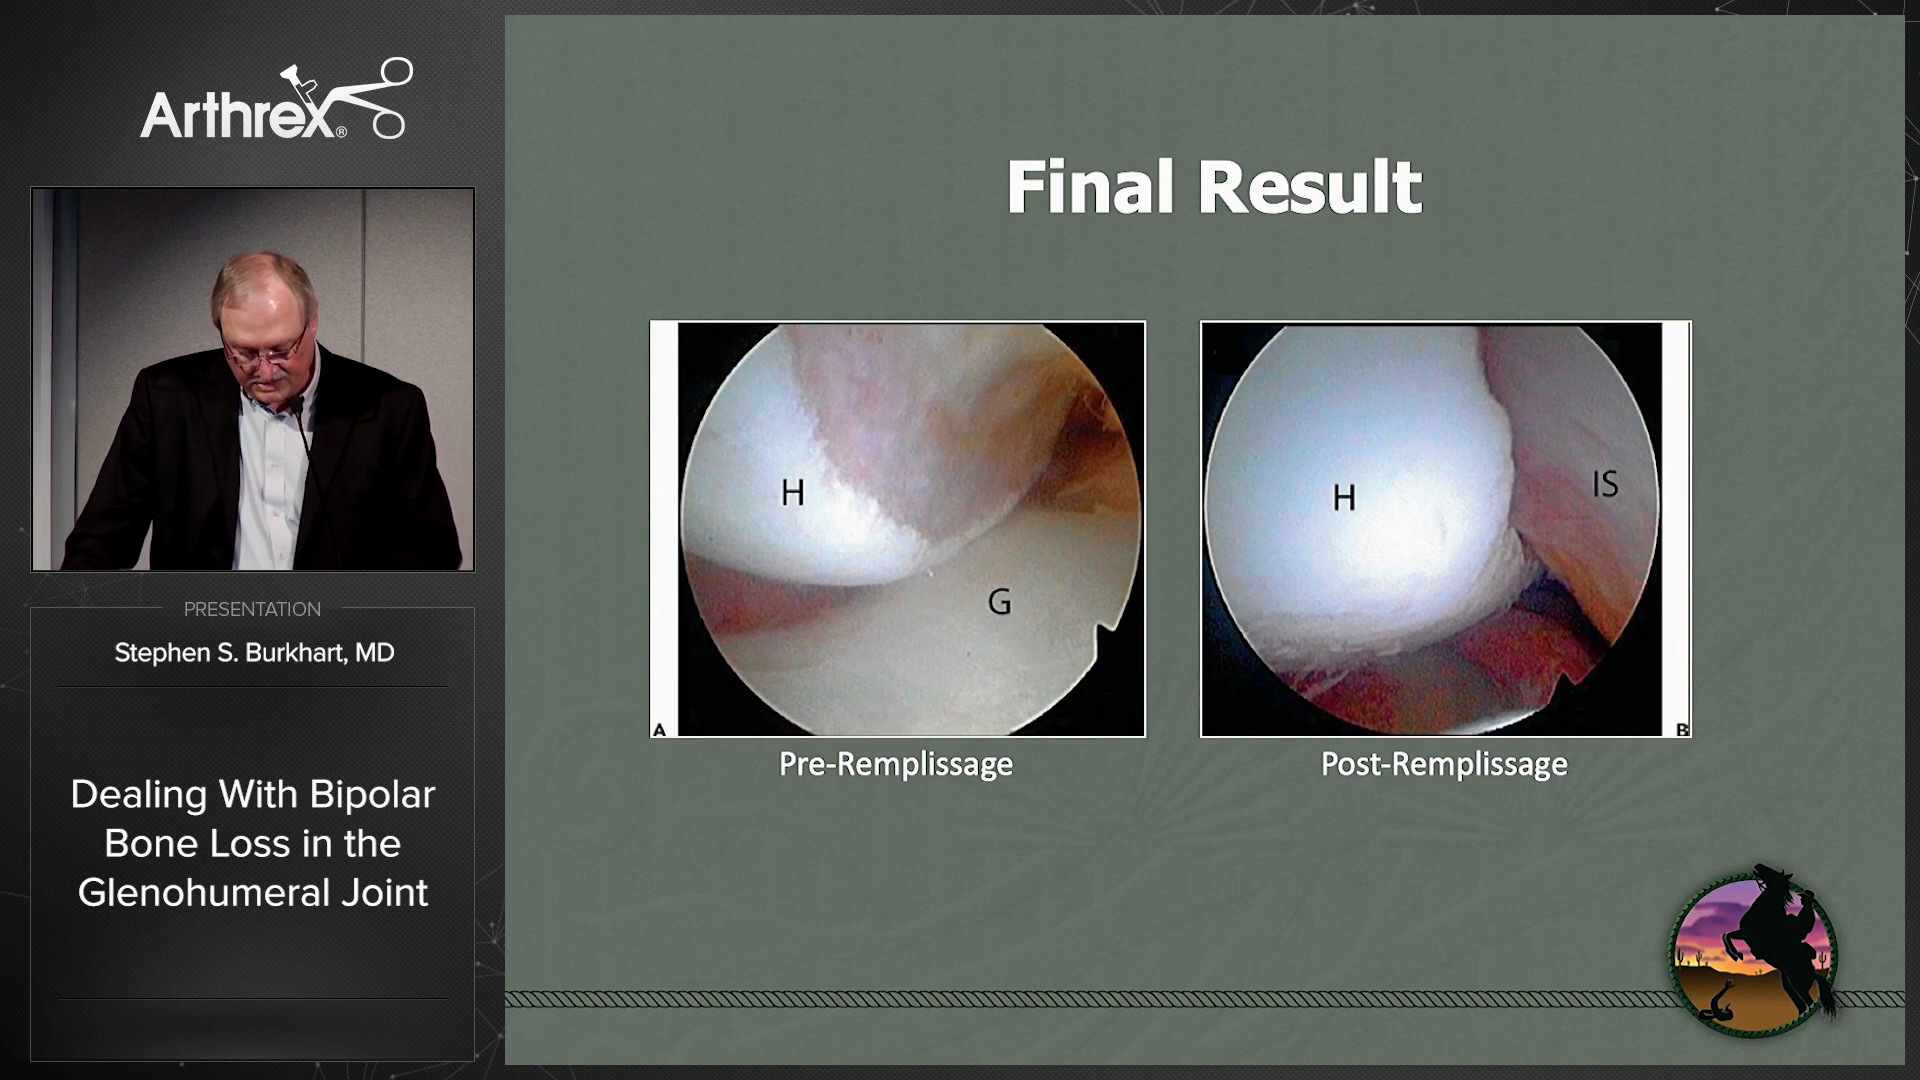 Arthrex®
PRESENTATION
Stephen S. Burkhart, MD
Dealing With Bipolar
Bone Loss in the
Glenohumeral Joint
Final Result
H
G
A
Pre-Remplissage
H
IS
B
Post-Remplissage